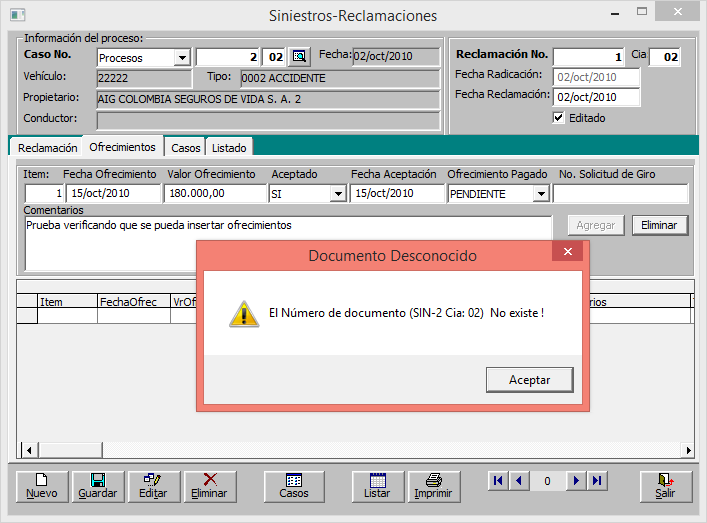 Siniestros-Reclamaciones
Información del proceso:
Caso No. Procesos 2 02 Fecha: 02/oct/2010
Vehículo: 22222 Tipo: 0002 ACCIDENTE
Propietario: AIG COLOMBIA SEGUROS DE VIDA S. A. 2
Conductor:
Reclamación No. 1 Cia 02
Fecha Radicación: 02/oct/2010
Fecha Reclamación: 02/oct/2010
Editado
Reclamación Ofrecimientos Casos Listado
Item: Fecha Ofrecimiento Valor Ofrecimiento Aceptado Fecha Aceptación Ofrecimiento Pagado No. Solicitud de Giro
1 15/oct/2010 180.000,00 SI 15/oct/2010 PENDIENTE
Comentarios
Prueba verificando que se pueda insertar ofrecimientos
Agregar Eliminar
Documento Desconocido
El Número de documento (SIN-2 Cia: 02) No existe !
Aceptar
Item FechaOfrec
Nuevo Guardar Editar Eliminar Casos Listar Imprimir 0 Salir